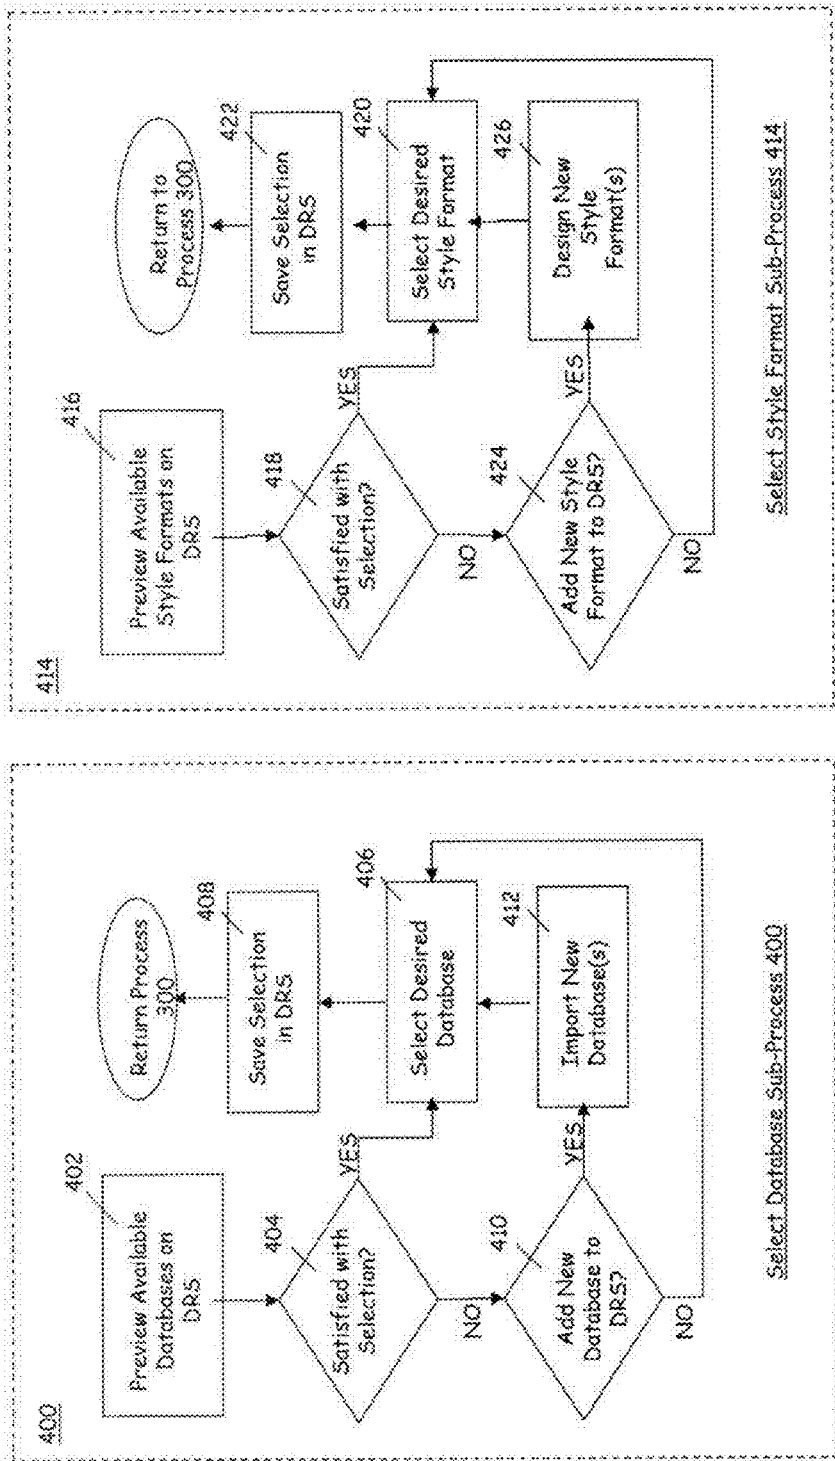 400
402
Preview Available
Databases on
DRS
404
Satisfied with
Selection?
YES
NO
410
Add New
Database to
DRS?
YES
NO
Return Process
300
408
Save Selection
in DRS
406
Select Desired
Database
412
Import New
Database(s)
Select Database Sub-Process 400
414
416
Preview Available
Style Formats on
DRS
418
Satisfied with
Selection?
YES
NO
424
Add New Style
Format to DRS?
YES
NO
Return to
Process 300
422
Save Selection
in DRS
420
Select Desired
Style Format
426
Design New
Style
Format(s)
Select Style Format Sub-Process 414